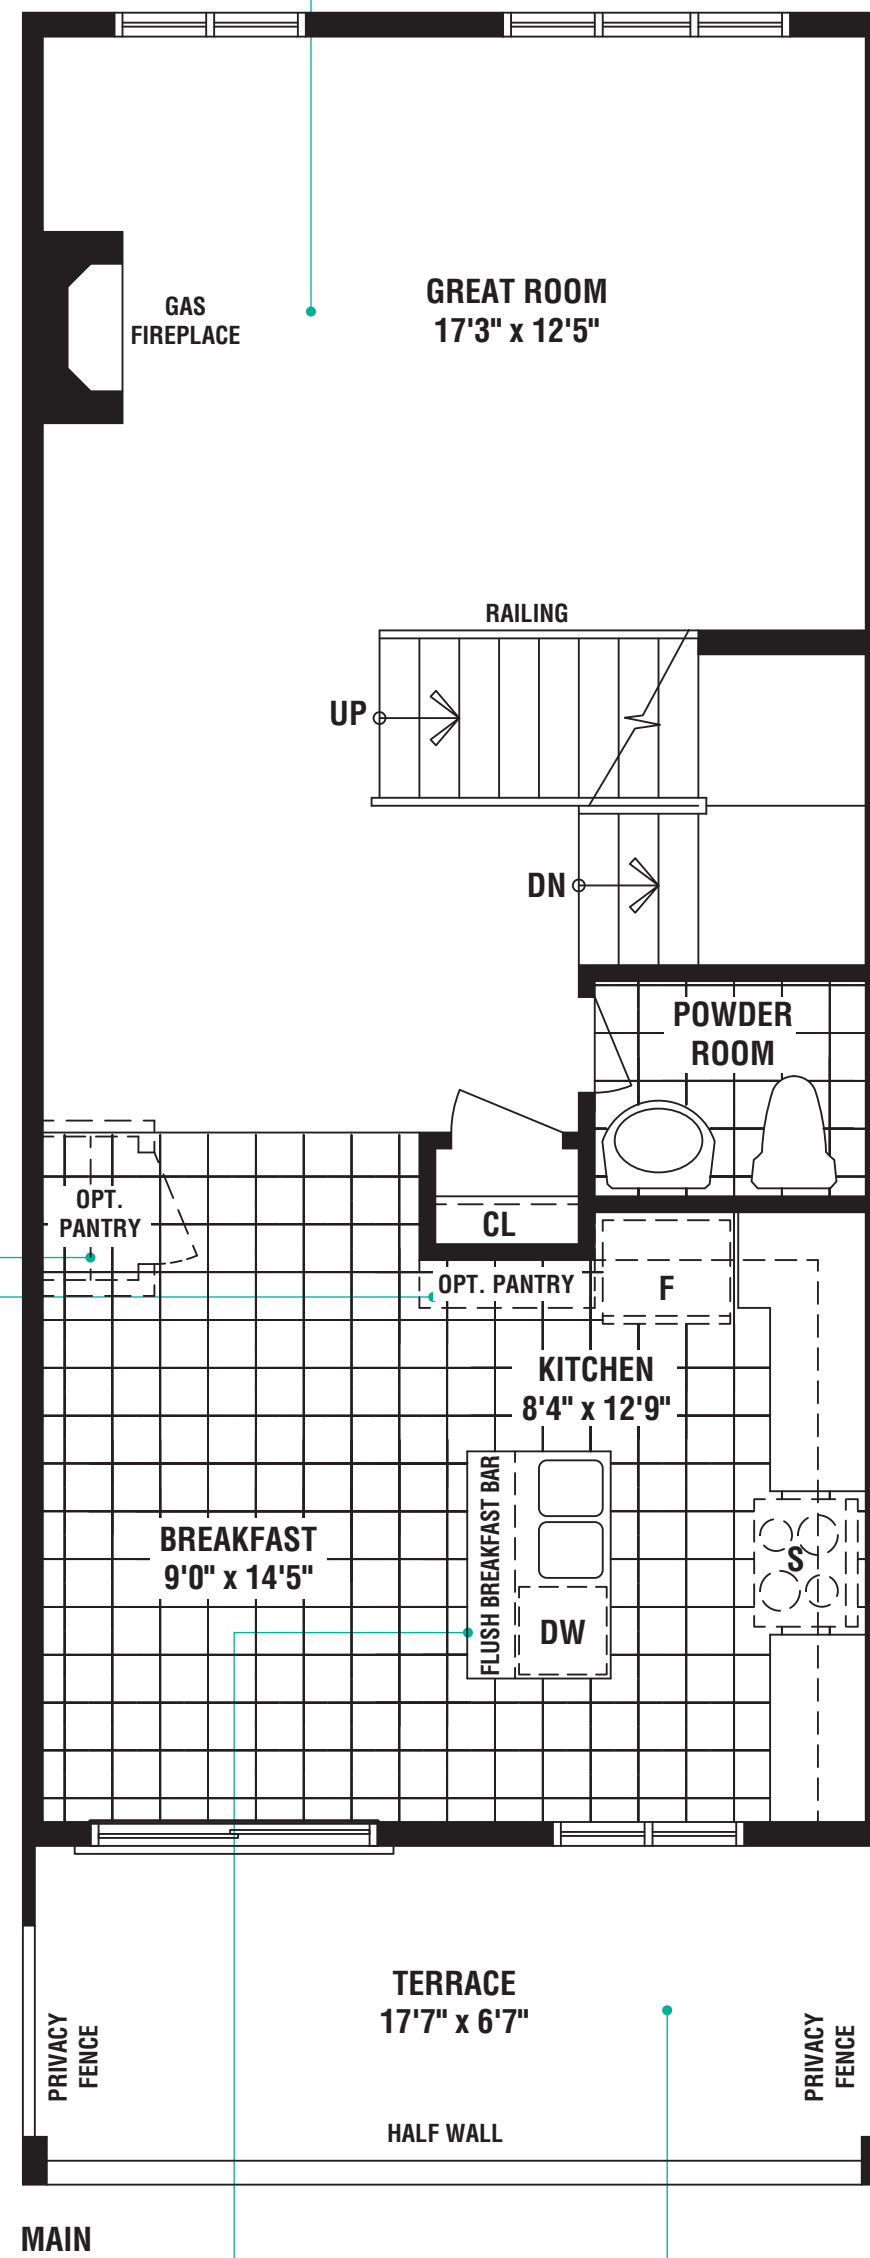 GREAT ROOM
17'3" x 12'5"
GAS
FIREPLACE
RAILING
UP
DN
POWDER
ROOM
OPT.
PANTRY
CL
OPT. PANTRY
F
KITCHEN
8'4" x 12'9"
FLUSH BREAKFAST BAR
BREAKFAST
9'0" x 14'5"
S
DW
TERRACE
17'7" x 6'7"
PRIVACY
FENCE
PRIVACY
FENCE
HALF WALL
MAIN